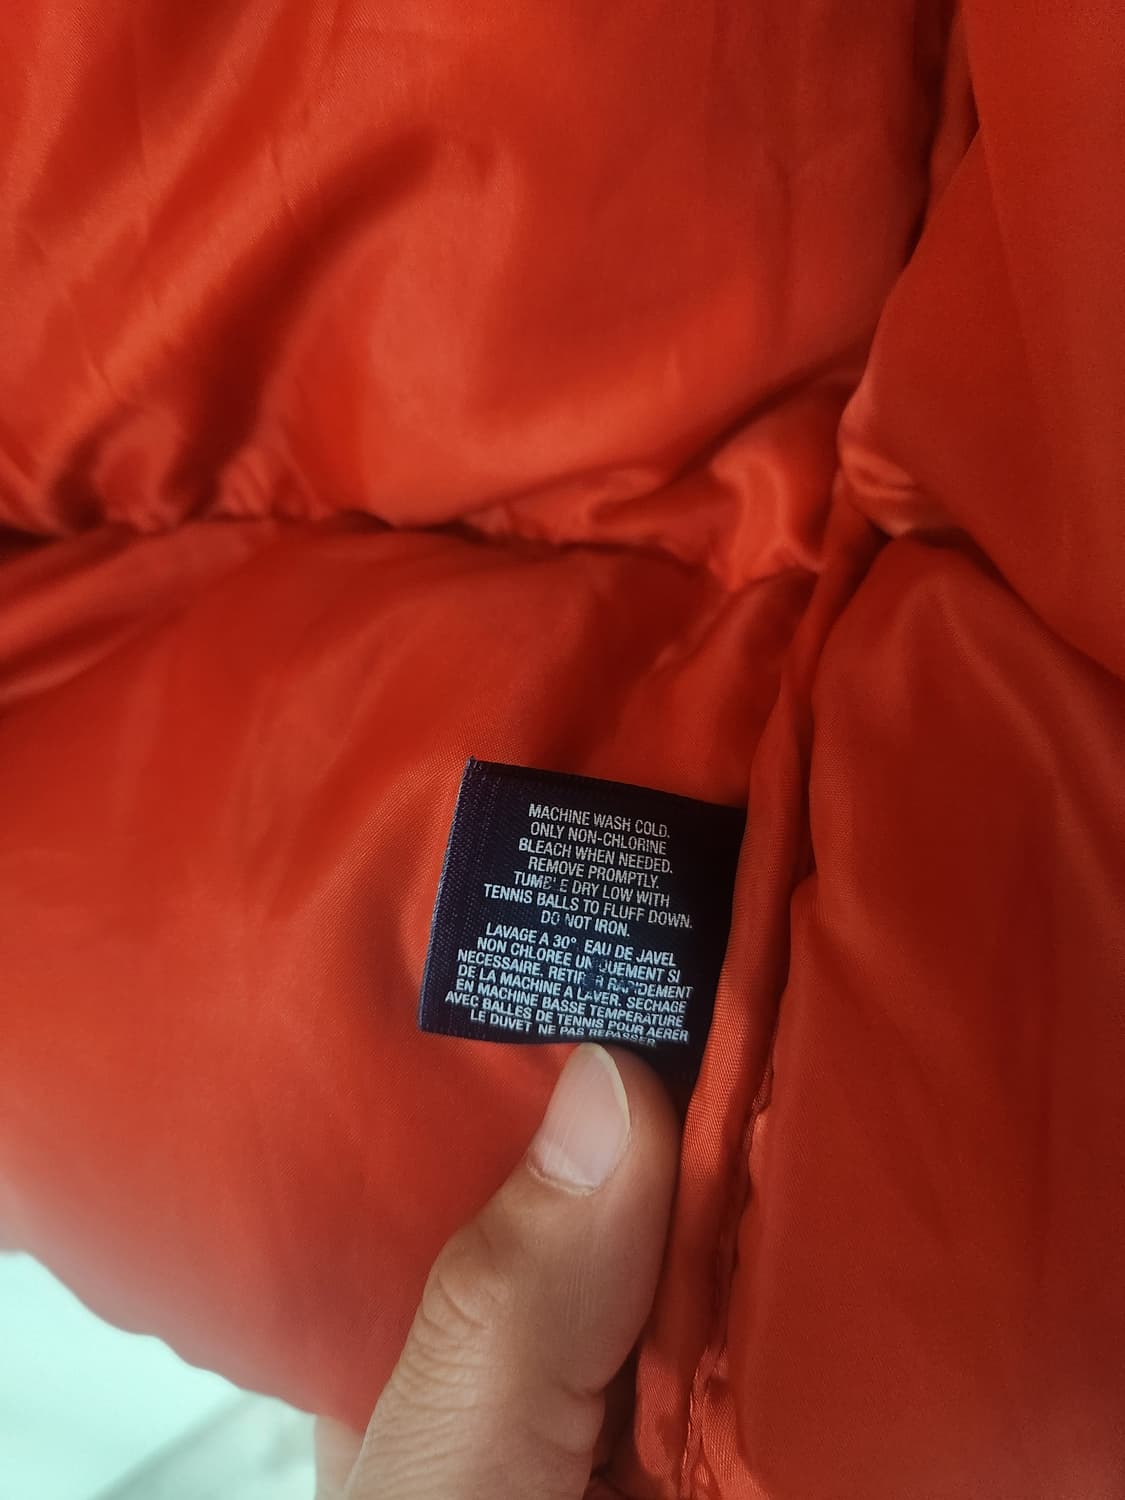 MACHINE WASH COLD.
ONLY NON-CHLORINE
BLEACH WHEN NEEDED.
REMOVE PROMPTLY.
TUMBLE DRY LOW WITH
TENNIS BALLS TO FLUFF DOWN.
DO NOT IRON.
LAVAGE A 30°. EAU DE JAVEL
NON CHLOREE UNIQUEMENT SI
NECESSAIRE. RETIRER RAPIDEMENT
DE LA MACHINE A LAVER. SECHAGE
EN MACHINE BASSE TEMPERATURE
AVEC BALLES DE TENNIS POUR AERER
LE DUVET NE PAS REPASSER.